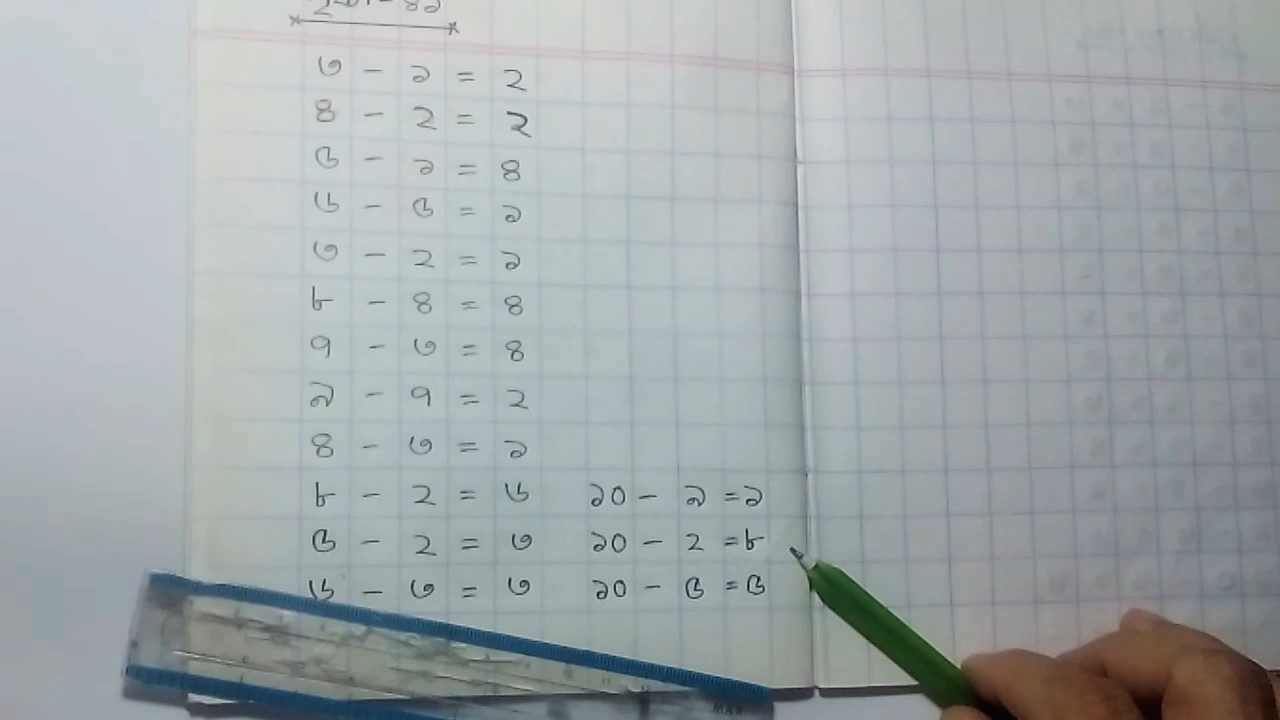 ৩ - ১ = ২
৪ - ২ = ২
৫ - ১ = ৪
৬ - ৫ = ১
৩ - ২ = ১
৮ - ৪ = ৪
৭ - ৩ = ৪
৯ - ৭ = ২
৪ - ৩ = ১
৮ - ২ = ৬ ১০ - ৯ = ১
৫ - ২ = ৩ ১০ - ২ = ৮
৬ - ৩ = ৩ ১০ - ৫ = ৫